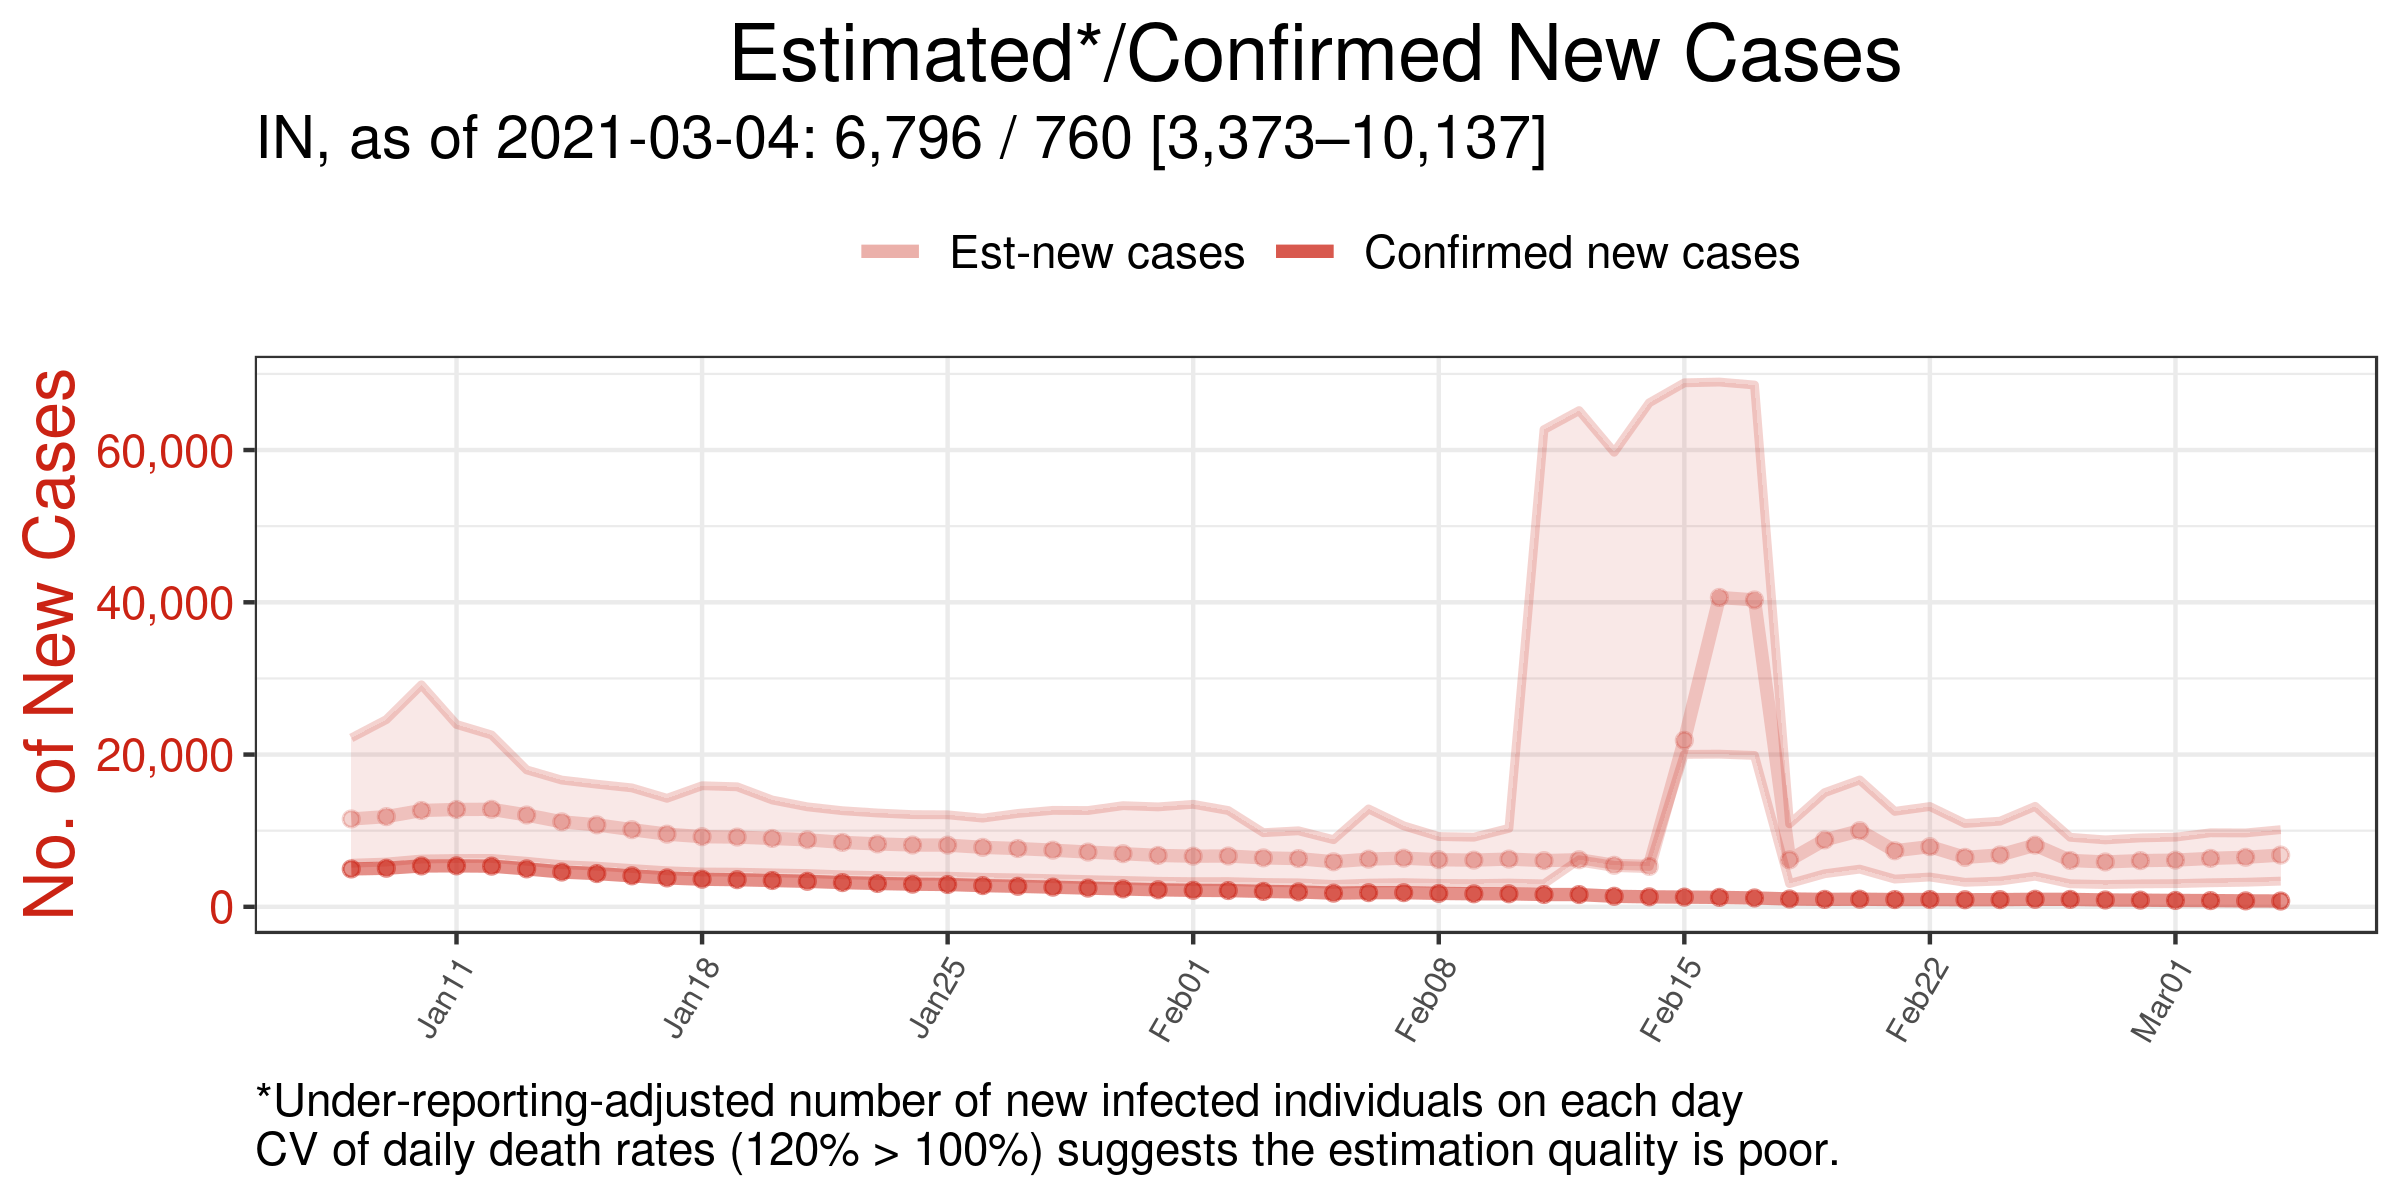 Estimated*/Confirmed New Cases
IN, as of 2021-03-04: 6,796 / 760 [3,373–10,137]
Est-new cases
Confirmed new cases
No. of New Cases
60,000
40,000
20,000
0
Jan11
Jan18
Jan25
Feb01
Feb08
Feb15
Feb22
Mar01
*Under-reporting-adjusted number of new infected individuals on each day
CV of daily death rates (120% > 100%) suggests the estimation quality is poor.